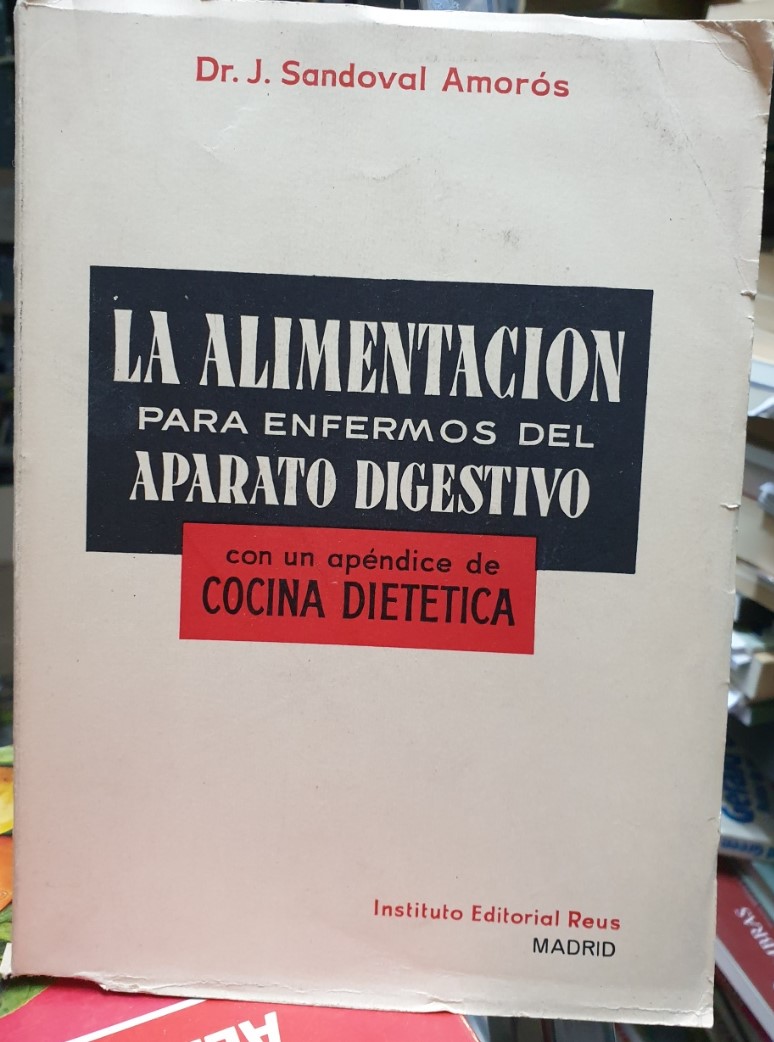 Dr. J. Sandoval Amorós
LA ALIMENTACION
PARA ENFERMOS DEL
APARATO DIGESTIVO
con un apéndice de
COCINA DIETETICA
Instituto Editorial Reus
MADRID